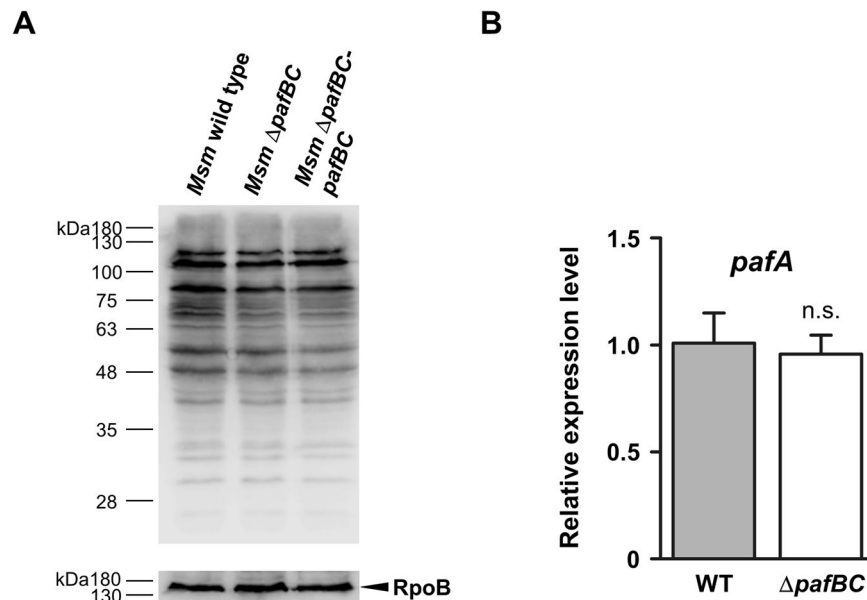 A
B
Msm wild type
Msm ΔpafBC
Msm ΔpafBC-
pafBC
kDa180
130
100
75
63
48
35
28
kDa180
130
RpoB
Relative expression level
1.5
1.0
0.5
0
pafA
n.s.
WT
ΔpafBC